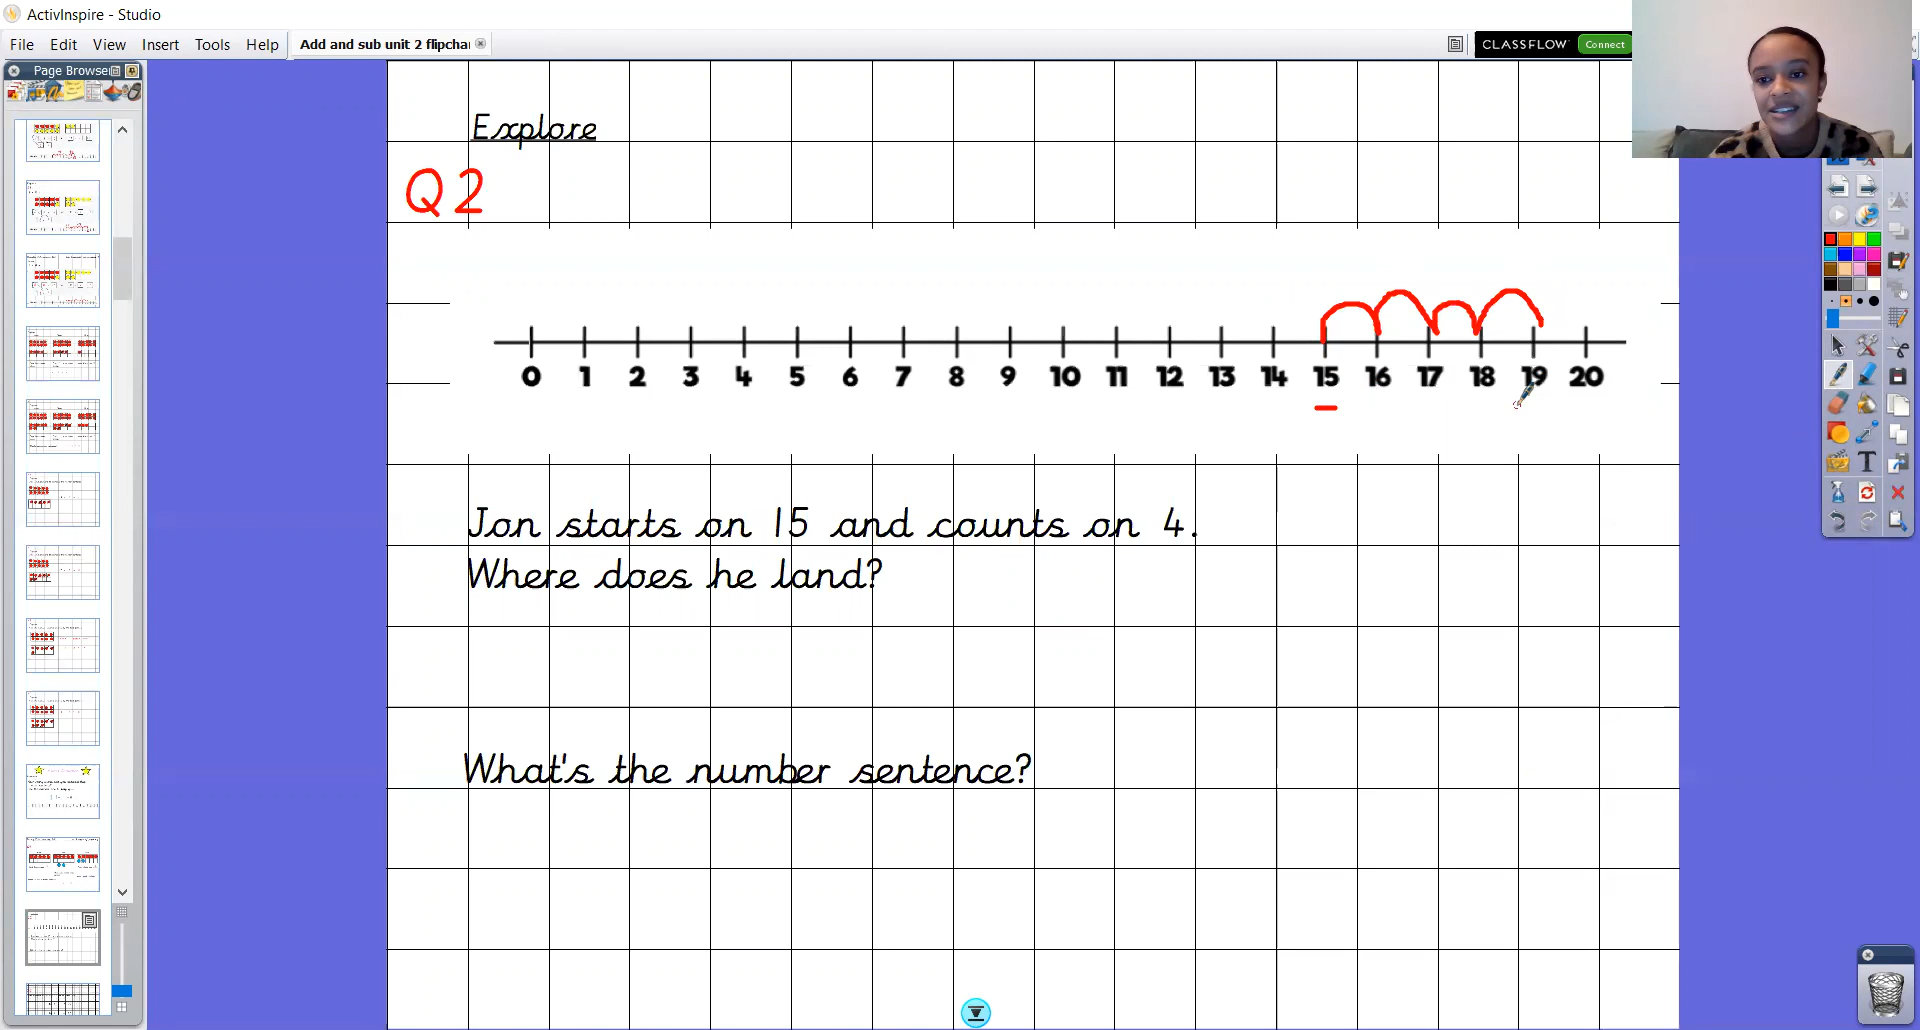 ActivInspire - Studio
File Edit View Insert Tools Help Add and sub unit 2 flipchar
CLASSFLOW Connect
Page Browser
Explore
Q2
0 1 2 3 4 5 6 7 8 9 10 11 12 13 14 15 16 17 18 19 20
Jon starts on 15 and counts on 4.
Where does he land?
What's the number sentence?